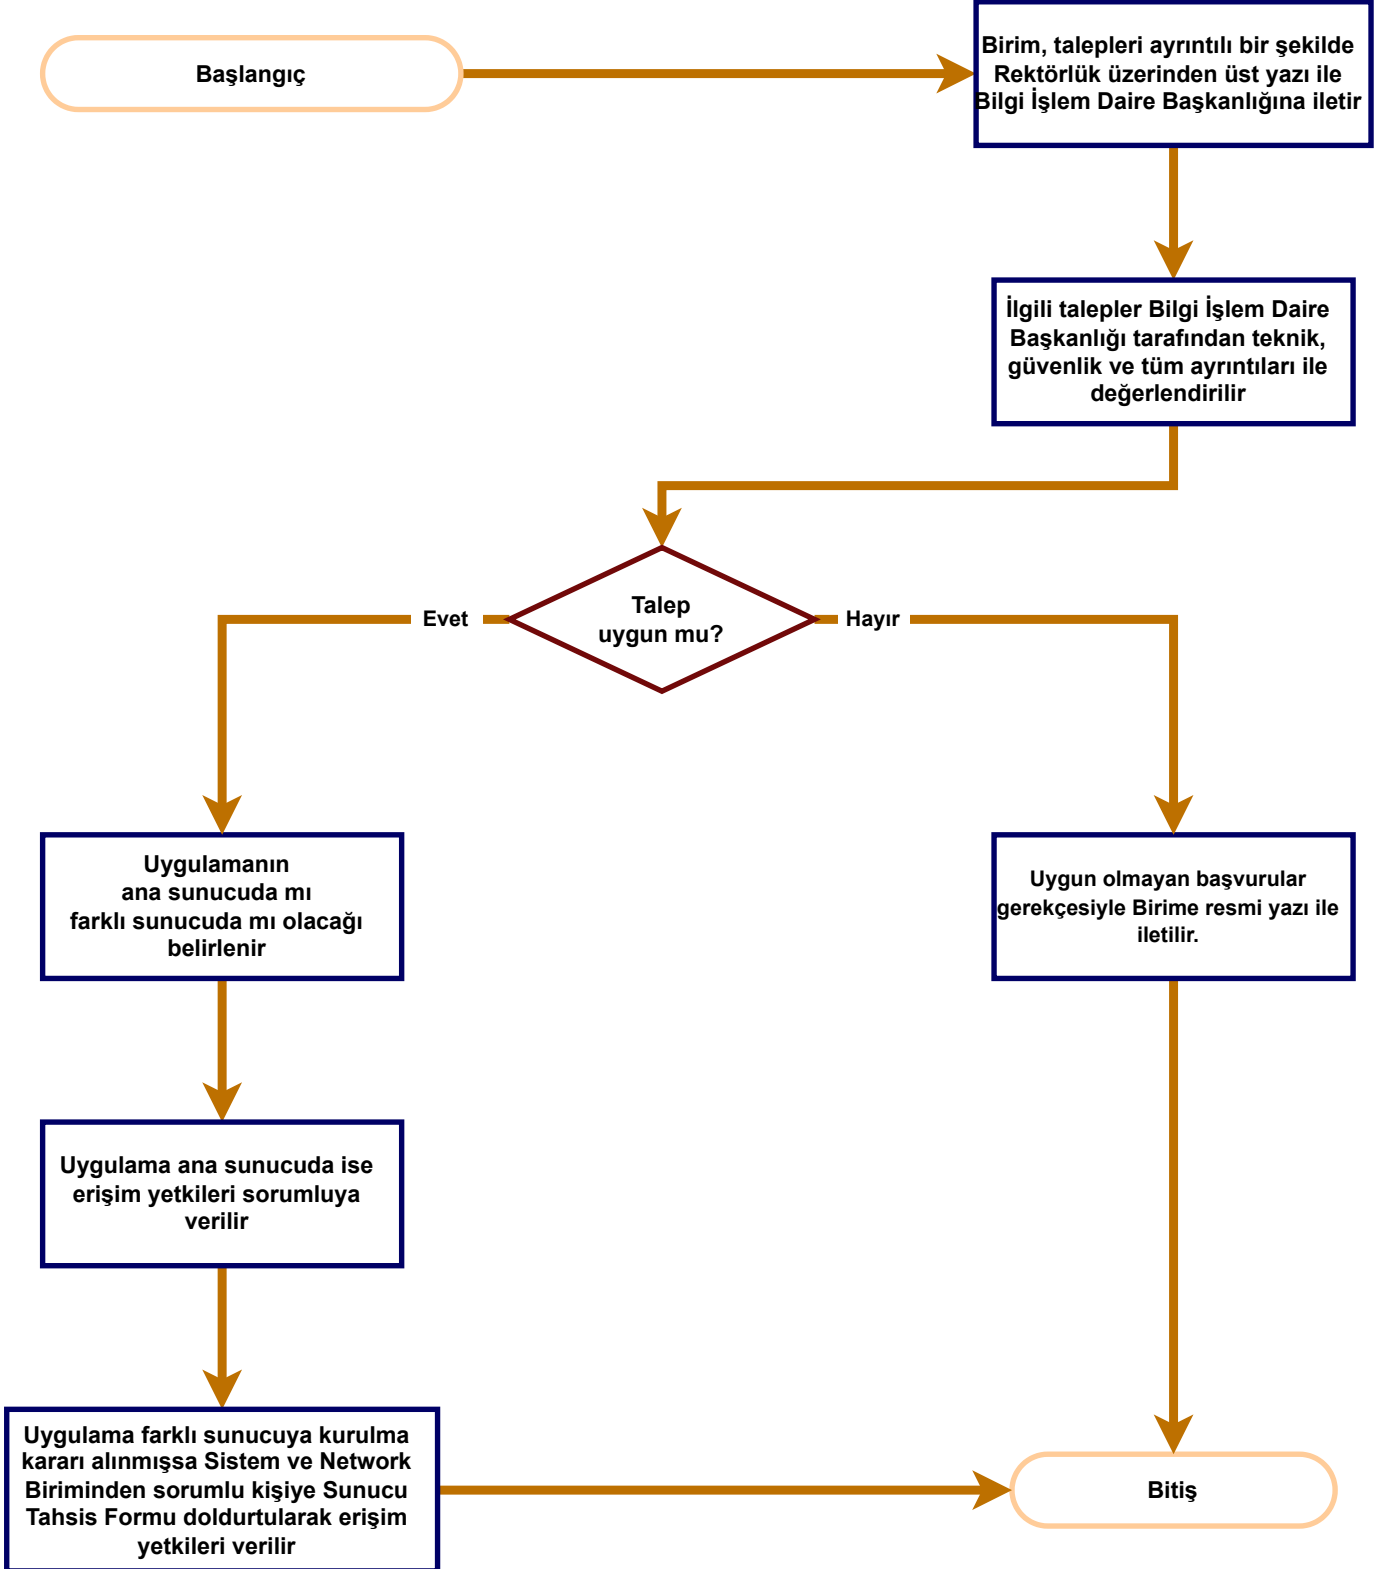 Başlangıç
Birim, talepleri ayrıntılı bir şekilde
Rektörlük üzerinden üst yazı ile
Bilgi İşlem Daire Başkanlığına iletir
İlgili talepler Bilgi İşlem Daire
Başkanlığı tarafından teknik,
güvenlik ve tüm ayrıntıları ile
değerlendirilir
Talep
uygun mu?
Evet
Hayır
Uygulamanın
ana sunucuda mı
farklı sunucuda mı olacağı
belirlenir
Uygun olmayan başvurular
gerekçesiyle Birime resmi yazı ile
iletilir.
Uygulama ana sunucuda ise
erişim yetkileri sorumluya
verilir
Uygulama farklı sunucuya kurulma
kararı alınmışsa Sistem ve Network
Biriminden sorumlu kişiye Sunucu
Tahsis Formu doldurtularak erişim
yetkileri verilir
Bitiş